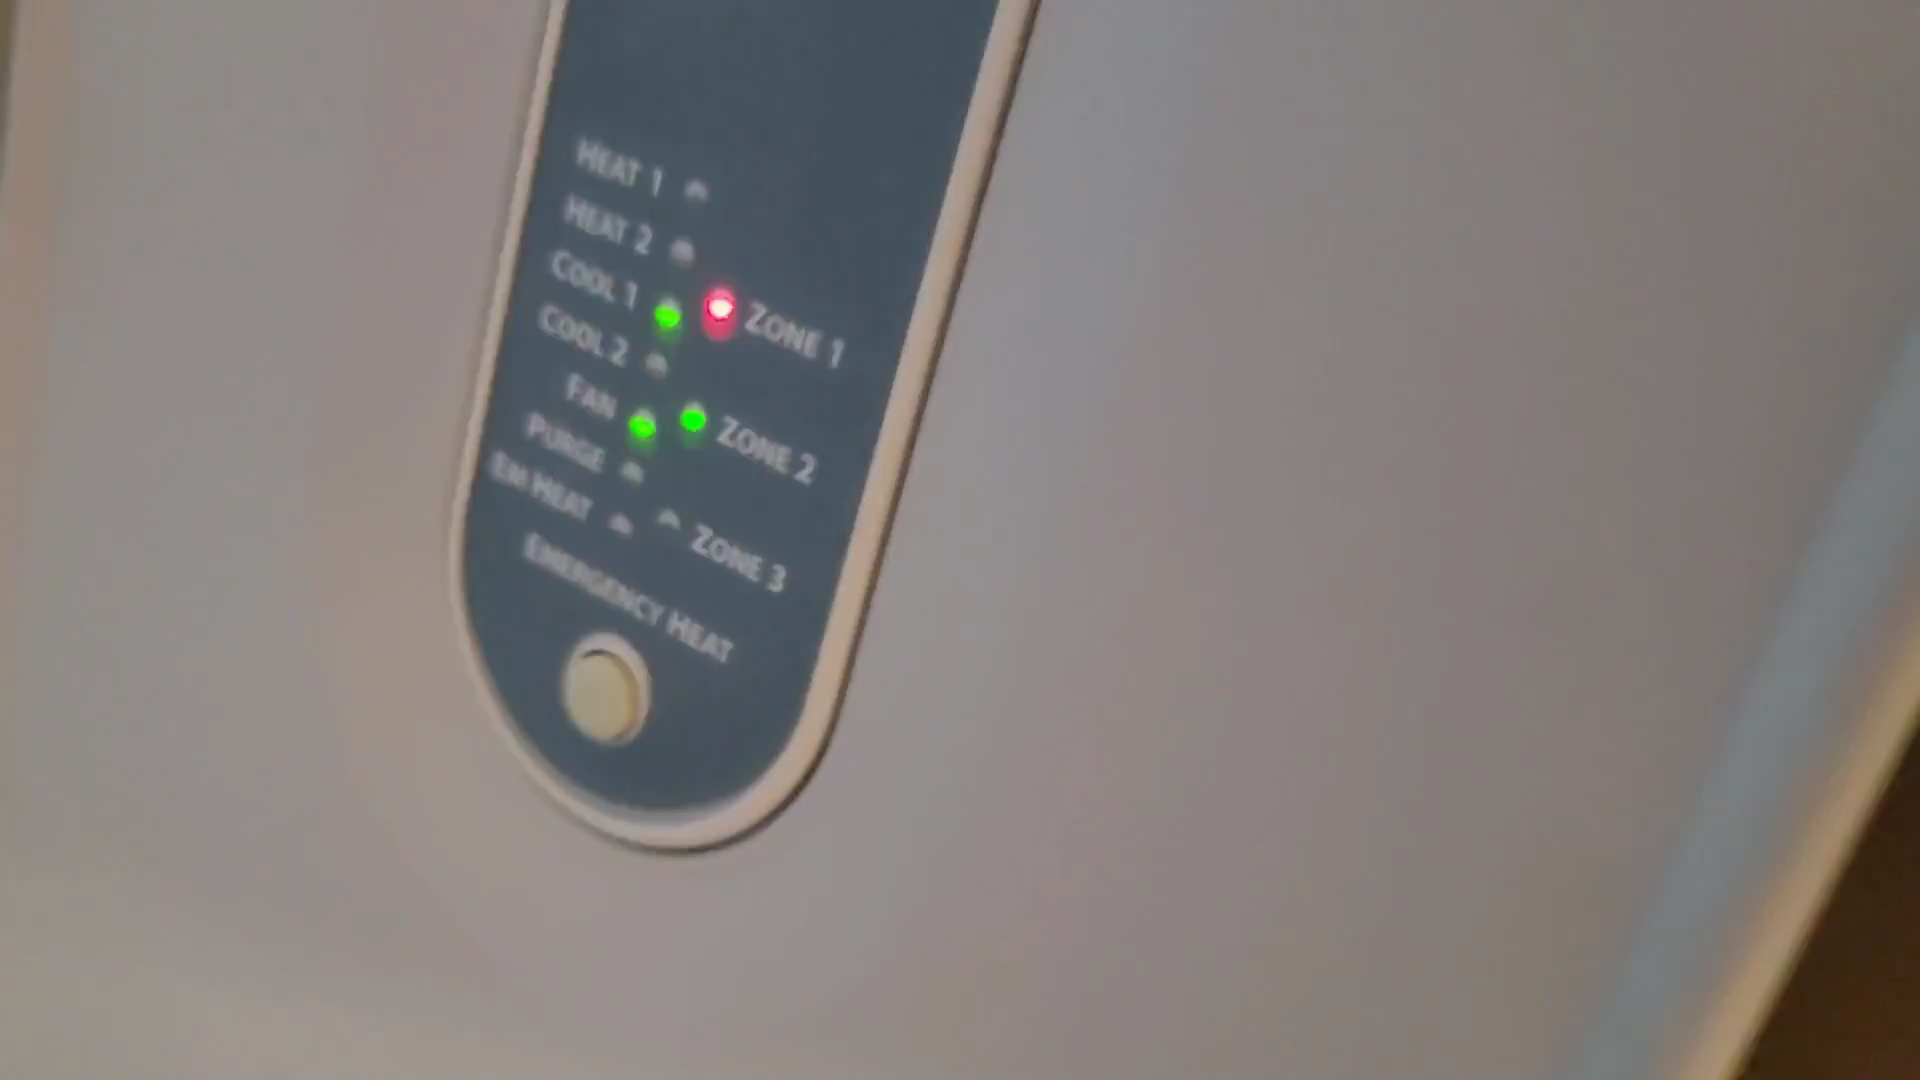 HEAT 1
HEAT 2
COOL 1
ZONE 1
COOL 2
FAN
ZONE 2
PURGE
EM HEAT
ZONE 3
EMERGENCY HEAT